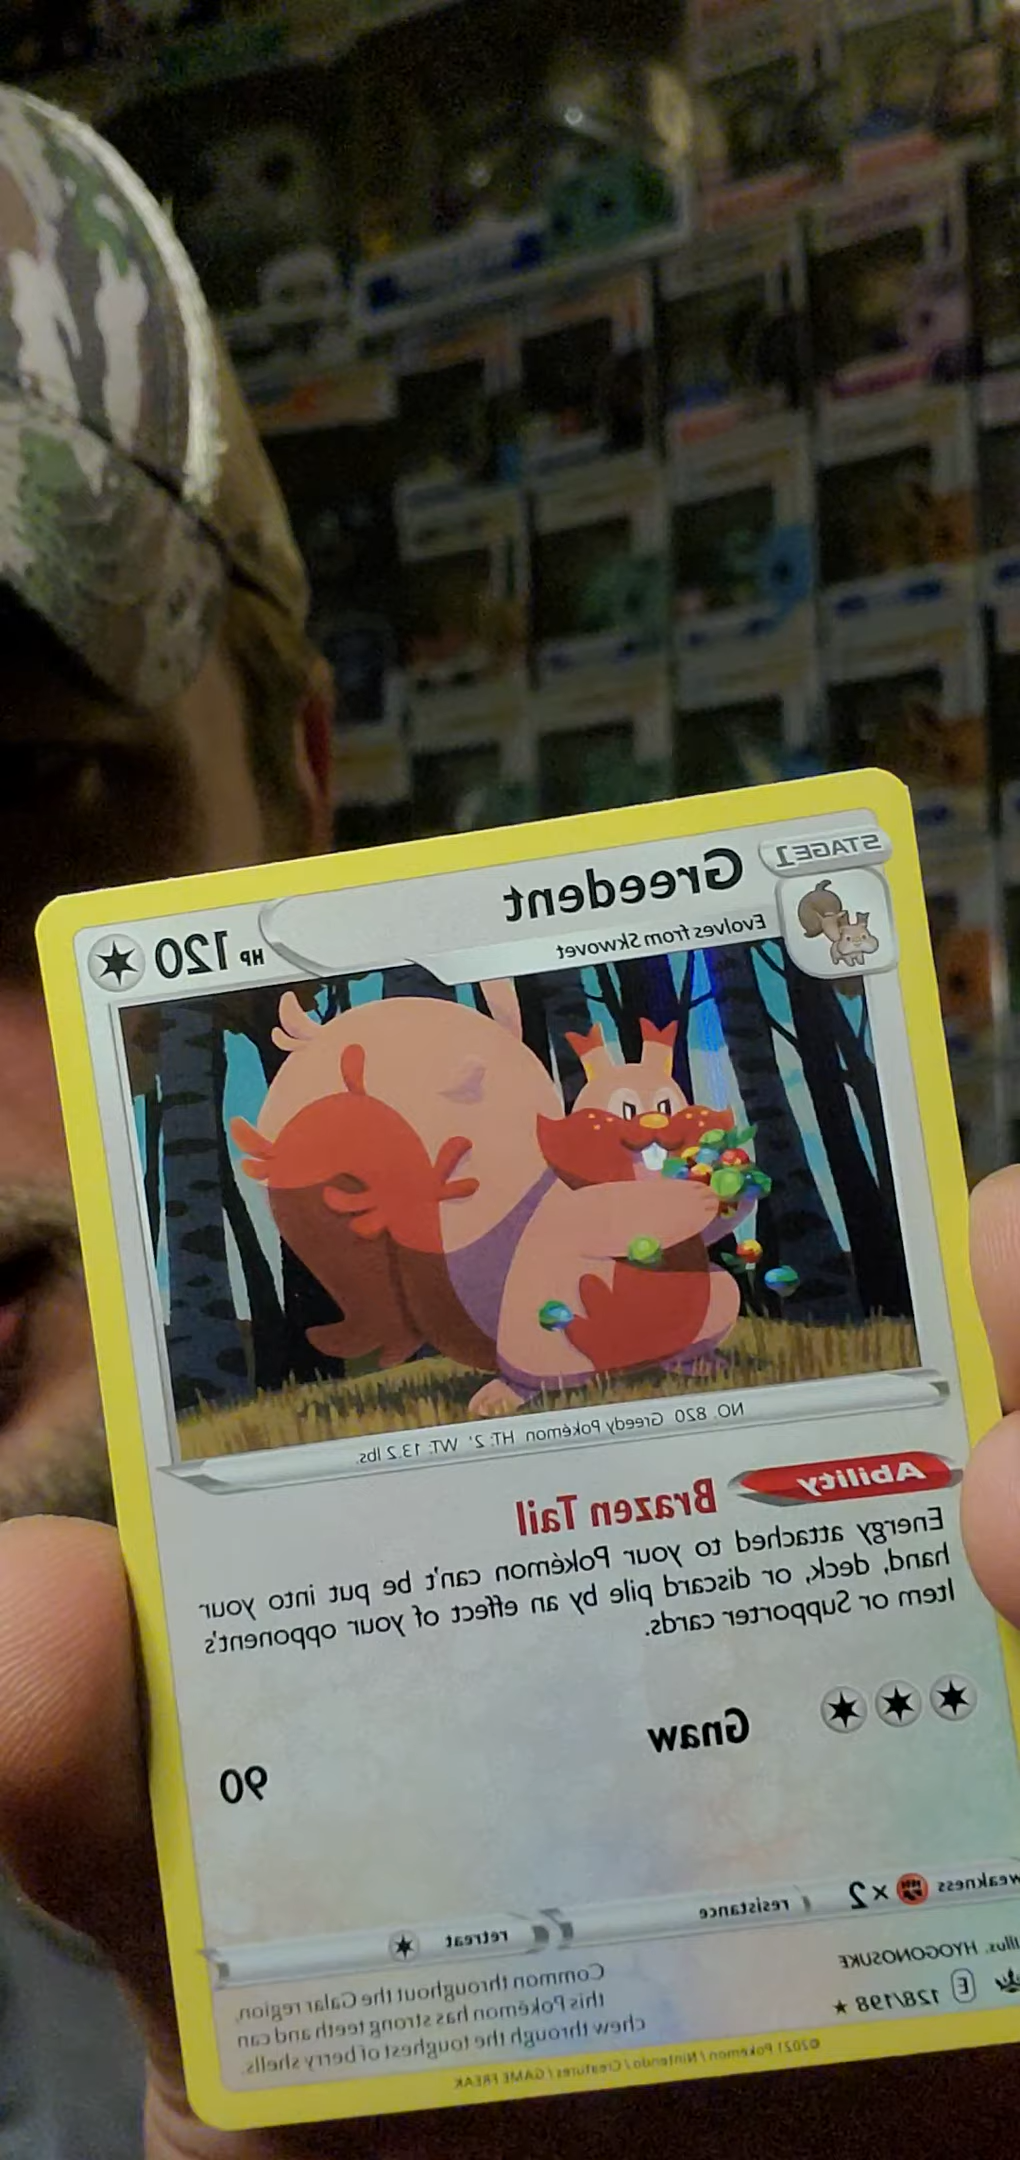 STAGE 1
Greedent
HP 120
Evolves from Skwovet
NO. 820 Greedy Pokémon HT: 2' WT: 13.2 lbs.
Ability
Brazen Tail
Energy attached to your Pokémon can't be put into your
hand, deck, or discard pile by an effect of your opponent's
Item or Supporter cards.
Gnaw
90
weakness ×2
resistance
retreat
Illus. HYOGONOSUKE
E 128/198 ★
Common throughout the Galar region,
this Pokémon has strong teeth and can
chew through the toughest of berry shells.
©2021 Pokémon / Nintendo / Creatures / GAME FREAK